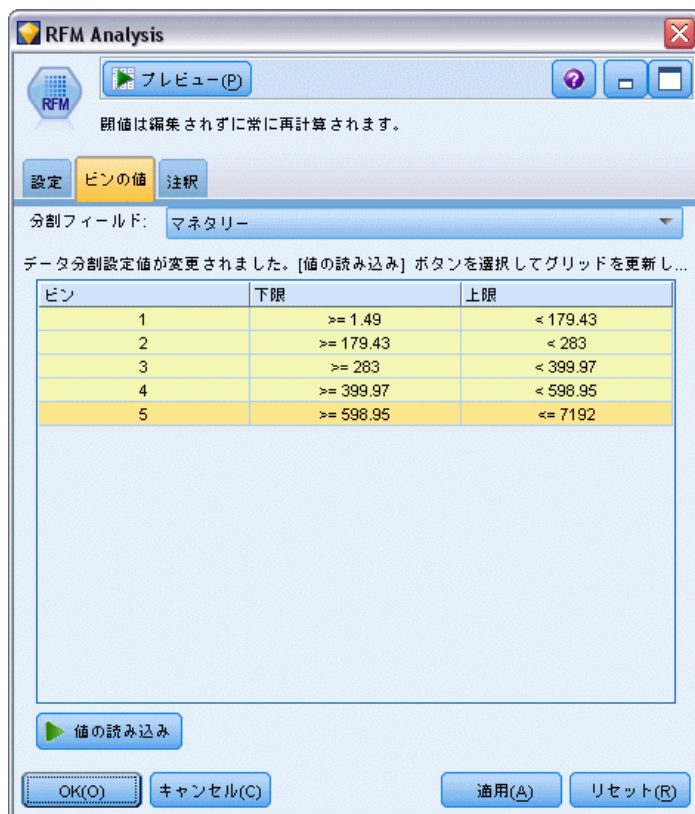 RFM Analysis
プレビュー(P)
RFM
閾値は編集されずに常に再計算されます。
設定 ビンの値 注釈
分割フィールド: マネタリー
データ分割設定値が変更されました。[値の読み込み] ボタンを選択してグリッドを更新し...
ビン 下限 上限
1 >= 1.49 < 179.43
2 >= 179.43 < 283
3 >= 283 < 399.97
4 >= 399.97 < 598.95
5 >= 598.95 <= 7192
値の読み込み
OK(O) キャンセル(C) 適用(A) リセット(R)